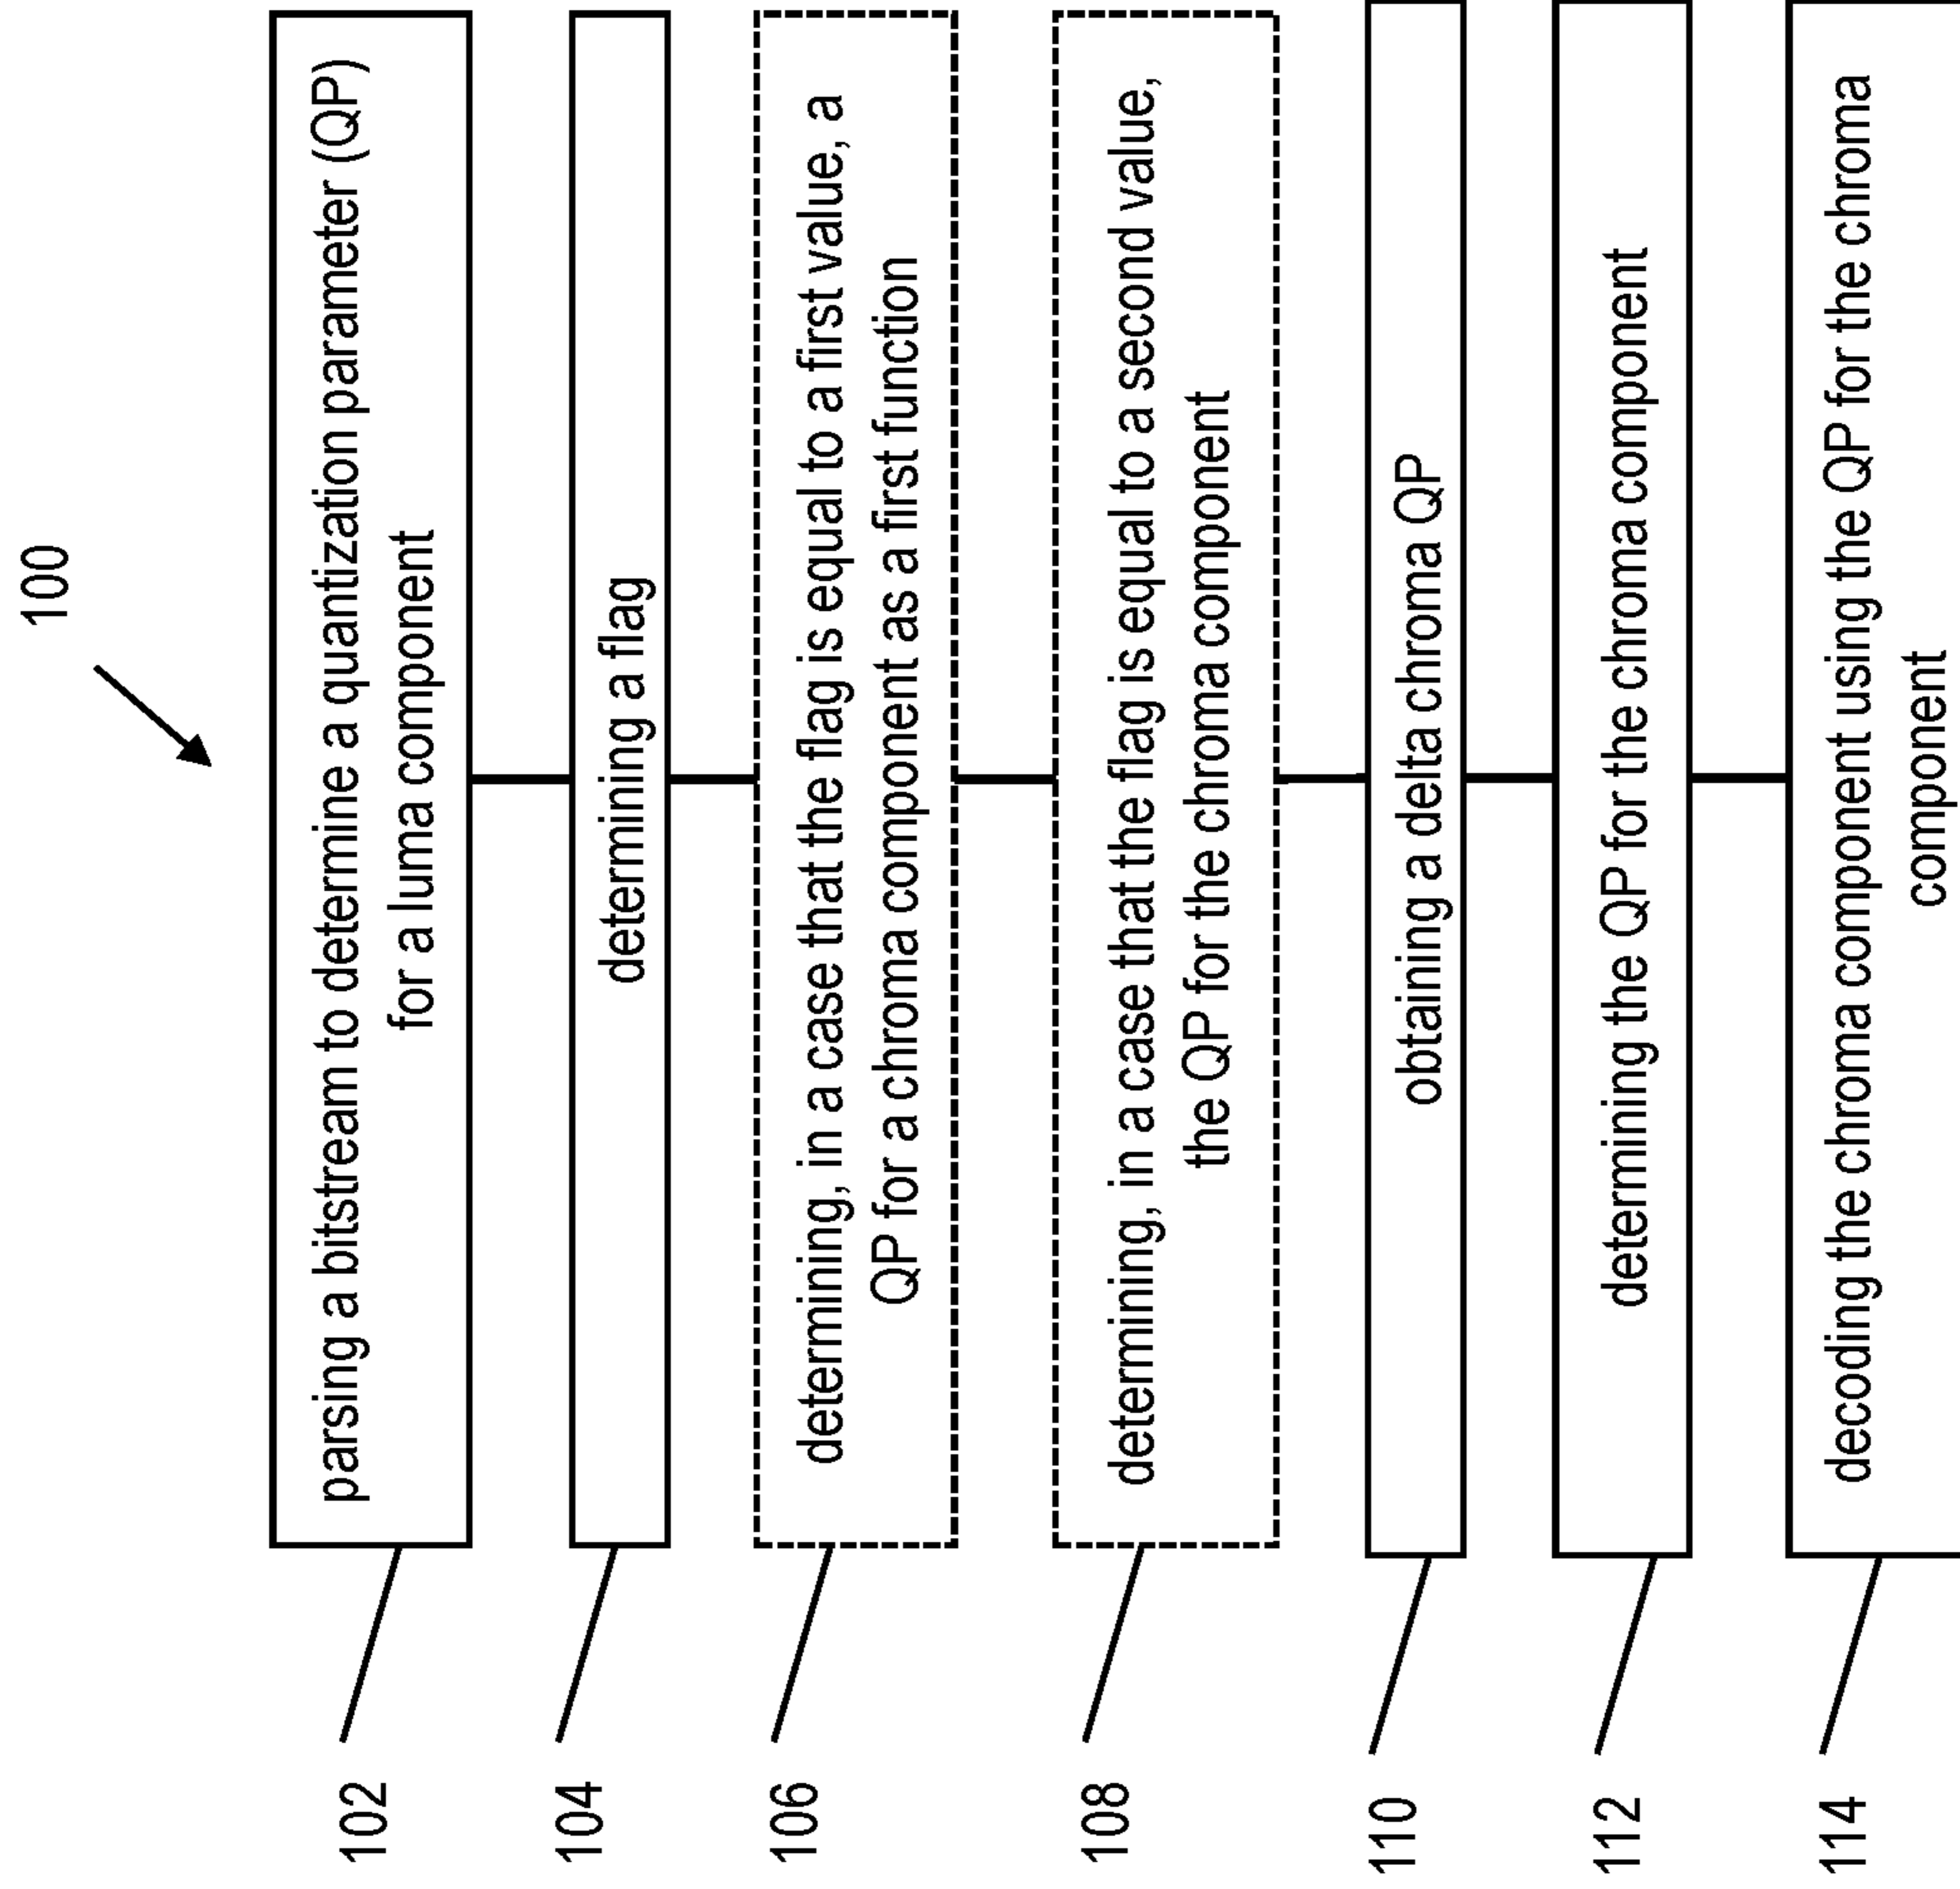 100
102
parsing a bitstream to determine a quantization parameter (QP)
for a luma component
104
determining a flag
106
determining, in a case that the flag is equal to a first value, a
QP for a chroma component as a first function
108
determining, in a case that the flag is equal to a second value,
the QP for the chroma component
110
obtaining a delta chroma QP
112
determining the QP for the chroma component
114
decoding the chroma component using the QP for the chroma
component